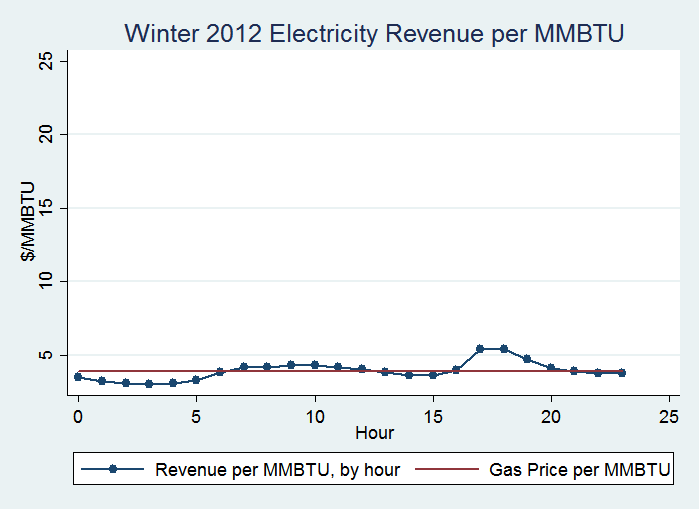 Winter 2012 Electricity Revenue per MMBTU
$/MMBTU
25
20
15
10
5
0 5 10 15 20 25
Hour
Revenue per MMBTU, by hour Gas Price per MMBTU